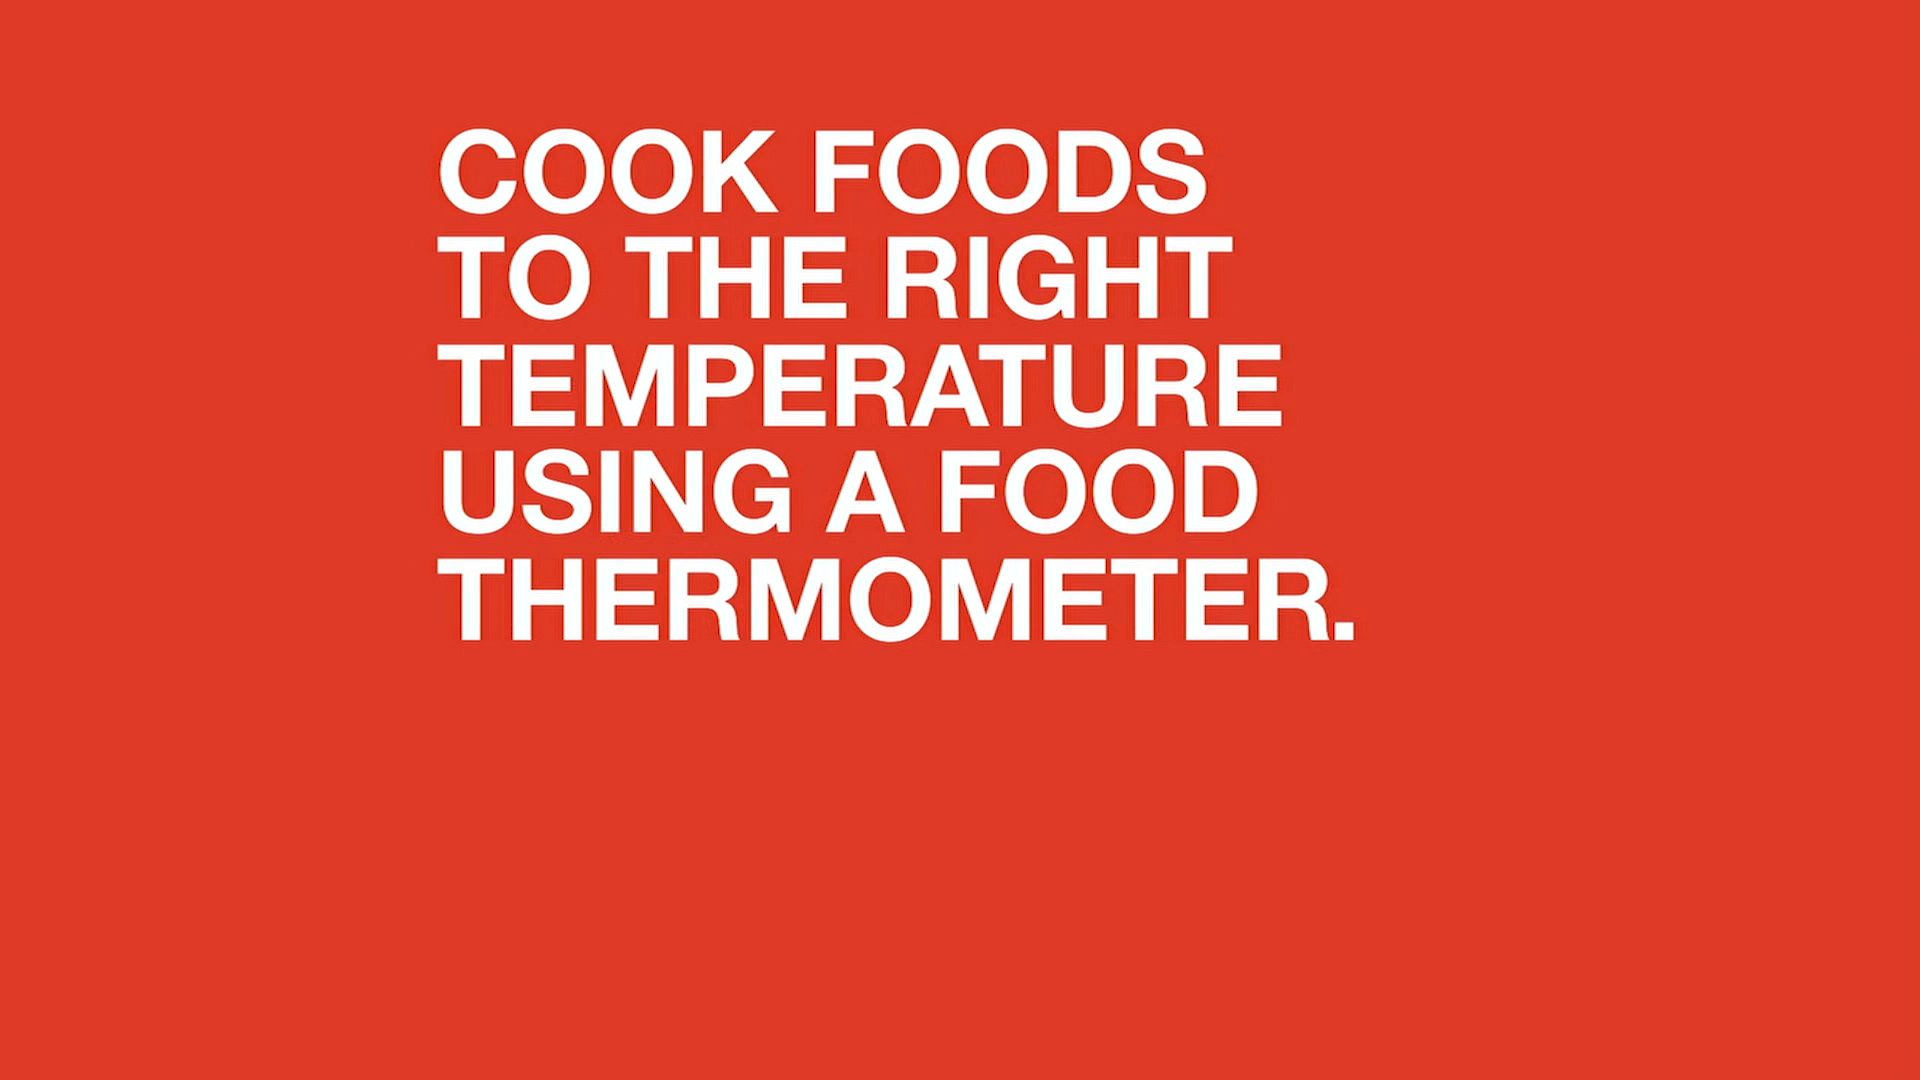 COOK FOODS
TO THE RIGHT
TEMPERATURE
USING A FOOD
THERMOMETER.